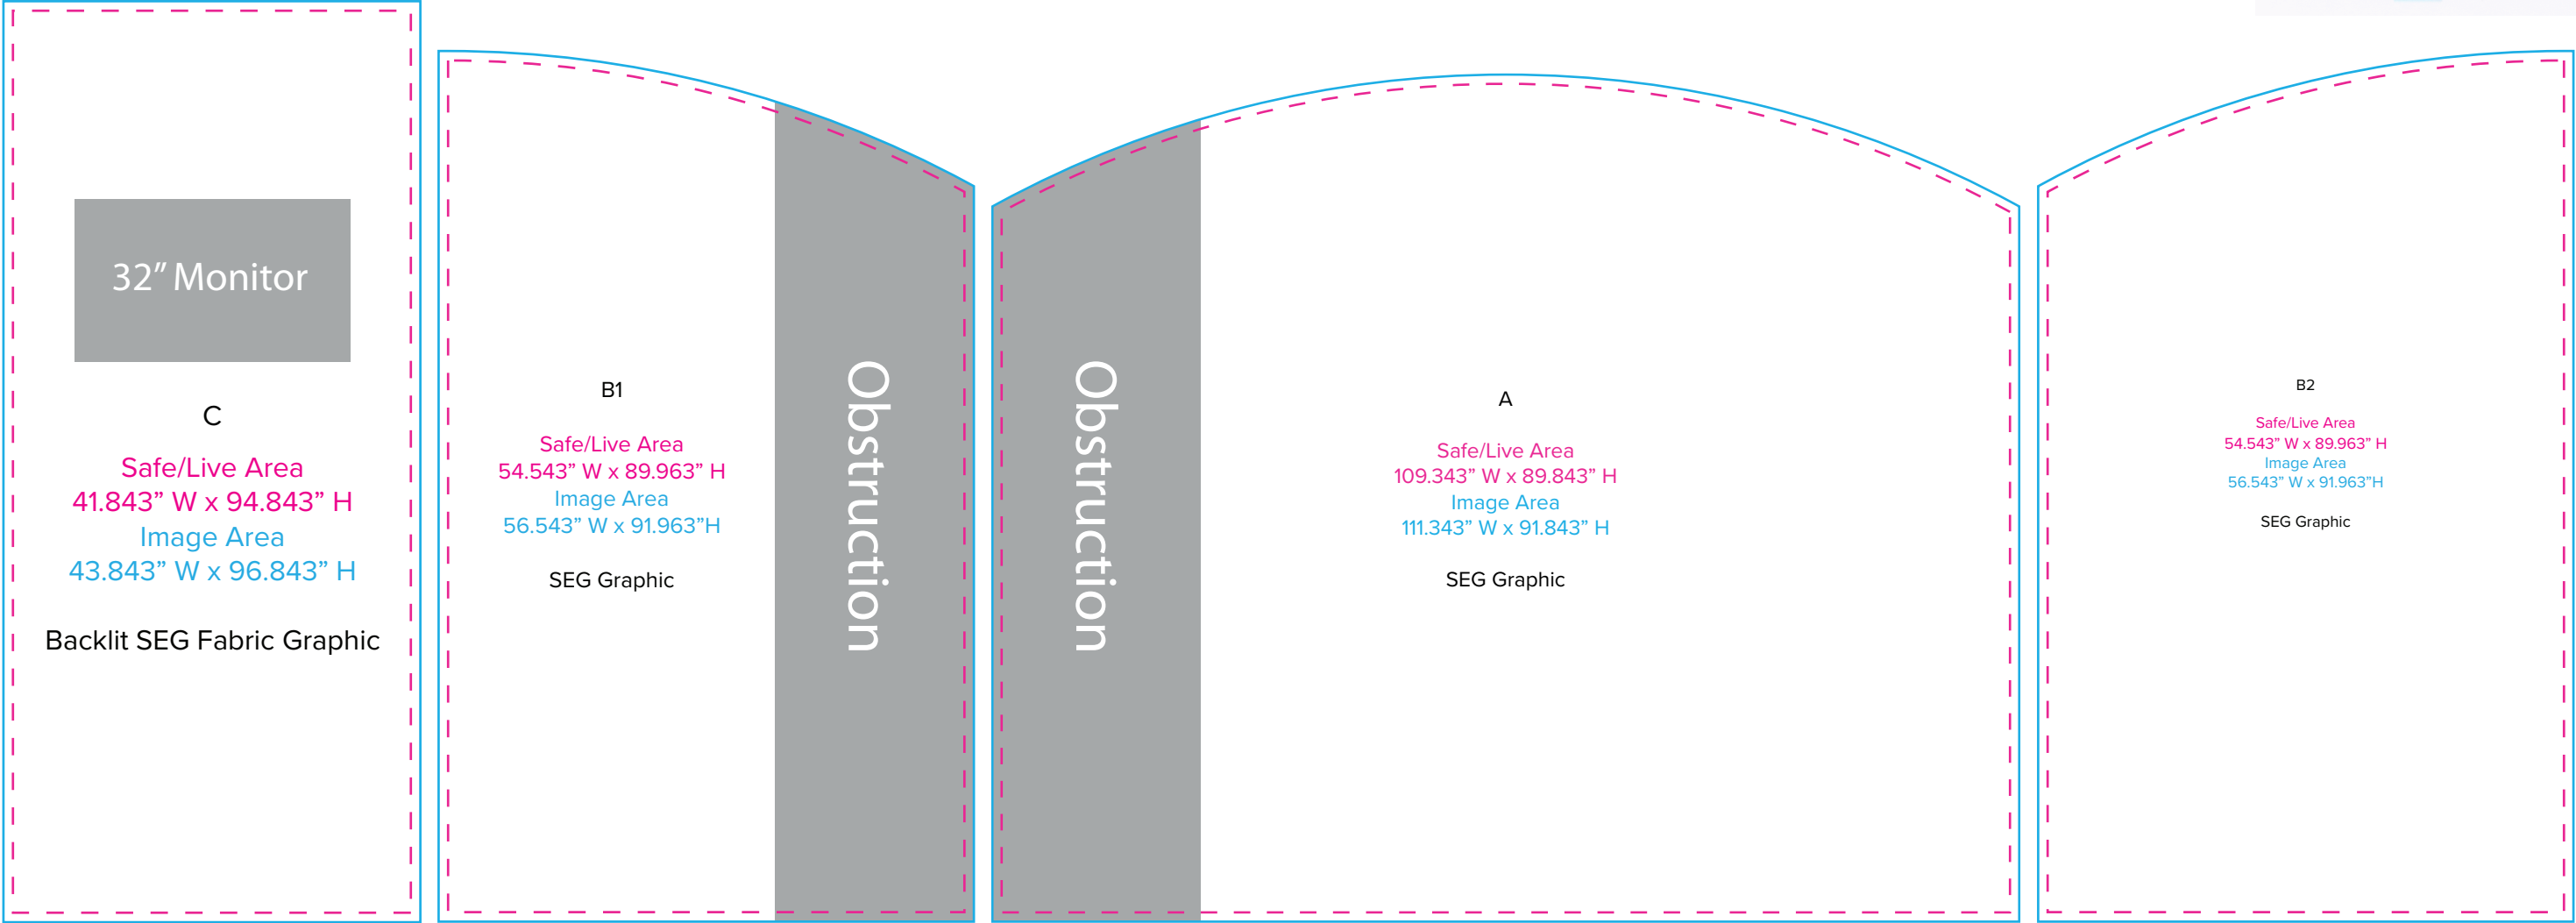 32” Monitor
C
Safe/Live Area
41.843” W x 94.843” H
Image Area
43.843” W x 96.843” H
Backlit SEG Fabric Graphic
B1
Safe/Live Area
54.543” W x 89.963” H
Image Area
56.543” W x 91.963”H
SEG Graphic
Obstruction
Obstruction
A
Safe/Live Area
109.343” W x 89.843” H
Image Area
111.343” W x 91.843” H
SEG Graphic
B2
Safe/Live Area
54.543” W x 89.963” H
Image Area
56.543” W x 91.963”H
SEG Graphic